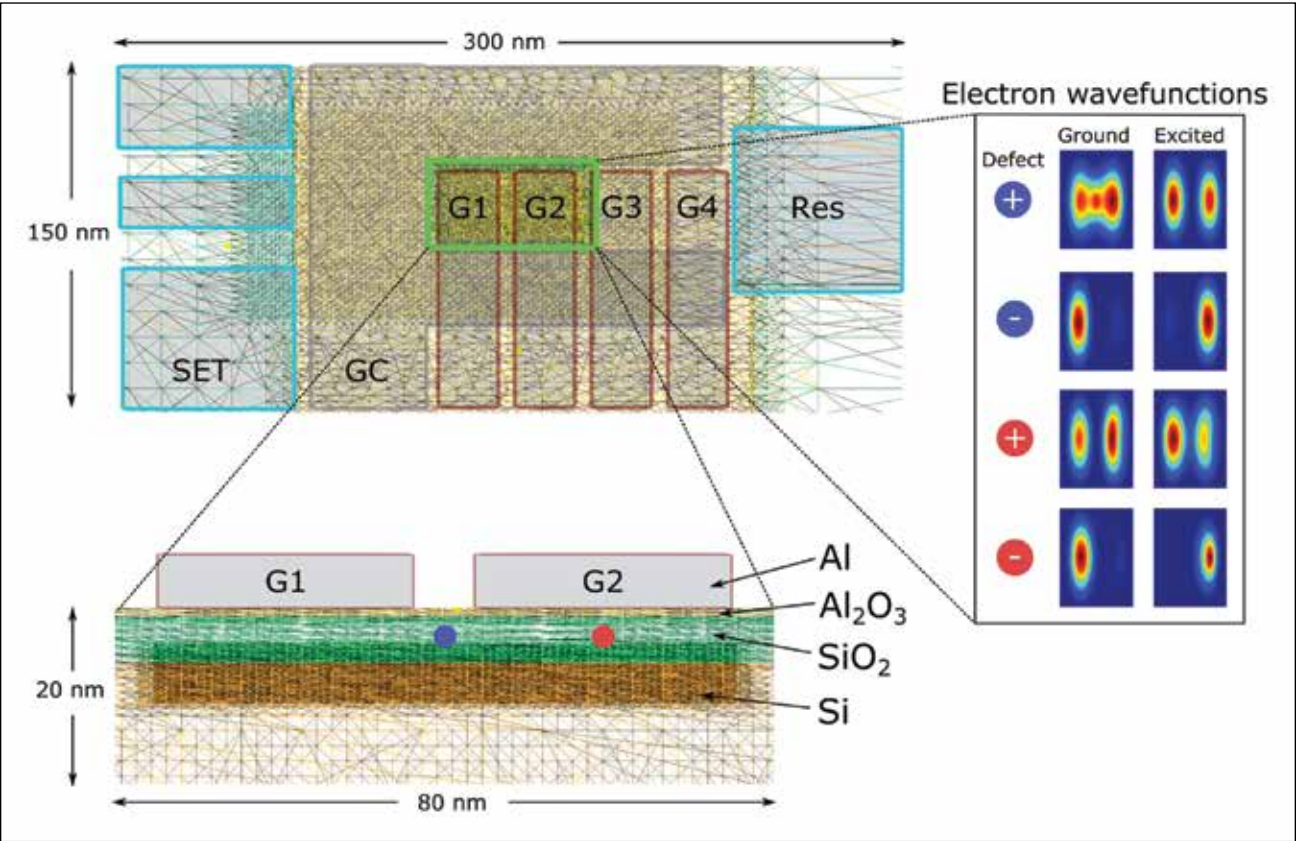 300 nm
150 nm
G1 G2 G3 G4
Res
SET
GC
Electron wavefunctions
Ground Excited
Defect
+
-
+
-
G1 G2
Al
Al₂O₃
SiO₂
Si
20 nm
80 nm